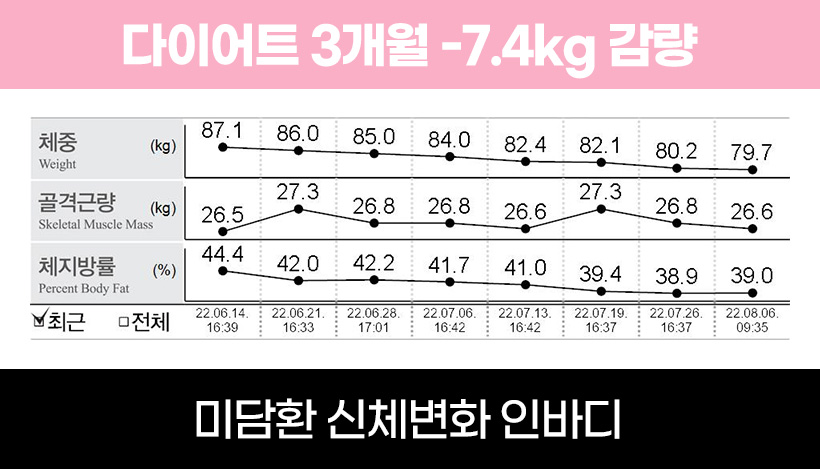 다이어트 3개월 -7.4kg 감량
체중 (kg) 87.1 86.0 85.0 84.0 82.4 82.1 80.2 79.7
Weight
골격근량 (kg) 26.5 27.3 26.8 26.8 26.6 27.3 26.8 26.6
Skeletal Muscle Mass
체지방률 (%) 44.4 42.0 42.2 41.7 41.0 39.4 38.9 39.0
Percent Body Fat
최근 전체 22.06.14. 22.06.21. 22.06.28. 22.07.06. 22.07.13. 22.07.19. 22.07.26. 22.08.06.
16:39 16:33 17:01 16:42 16:42 16:37 16:37 09:35
미담환 신체변화 인바디